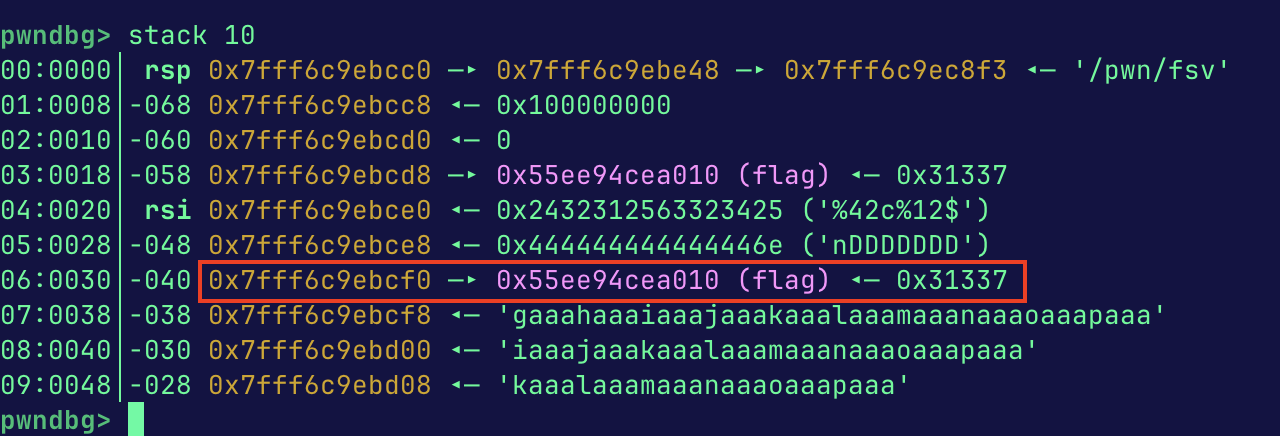 pwndbg> stack 10
00:0000│ rsp 0x7fff6c9ebcc0 —▸ 0x7fff6c9ebe48 —▸ 0x7fff6c9ec8f3 ◂— '/pwn/fsv'
01:0008│-068 0x7fff6c9ebcc8 ◂— 0x100000000
02:0010│-060 0x7fff6c9ebcd0 ◂— 0
03:0018│-058 0x7fff6c9ebcd8 —▸ 0x55ee94cea010 (flag) ◂— 0x31337
04:0020│ rsi 0x7fff6c9ebce0 ◂— 0x2432312563323425 ('%42c%12$')
05:0028│-048 0x7fff6c9ebce8 ◂— 0x444444444444446e ('nDDDDDDD')
06:0030│-040 0x7fff6c9ebcf0 —▸ 0x55ee94cea010 (flag) ◂— 0x31337
07:0038│-038 0x7fff6c9ebcf8 ◂— 'gaaahaaaiaaajaaakaaalaaamaaanaaaoaaapaaa'
08:0040│-030 0x7fff6c9ebd00 ◂— 'iaaajaaakaaalaaamaaanaaaoaaapaaa'
09:0048│-028 0x7fff6c9ebd08 ◂— 'kaaalaaamaaanaaaoaaapaaa'
pwndbg>